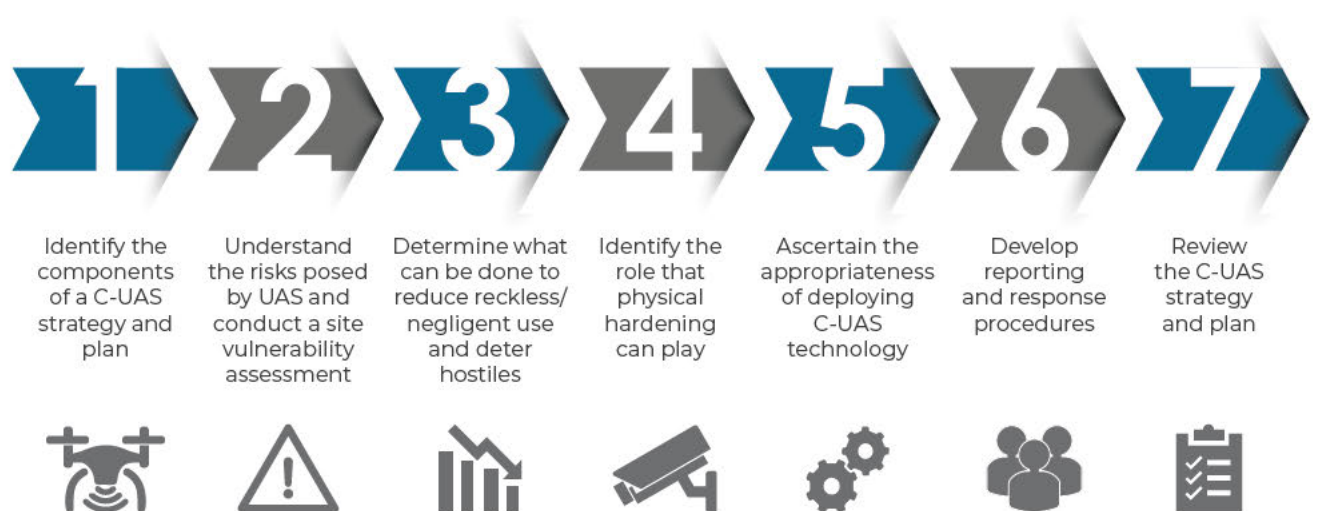 1
2
3
4
5
6
7
Identify the
components
of a C-UAS
strategy and
plan
Understand
the risks posed
by UAS and
conduct a site
vulnerability
assessment
Determine what
can be done to
reduce reckless/
negligent use
and deter
hostiles
Identify the
role that
physical
hardening
can play
Ascertain the
appropriateness
of deploying
C-UAS
technology
Develop
reporting
and response
procedures
Review
the C-UAS
strategy
and plan